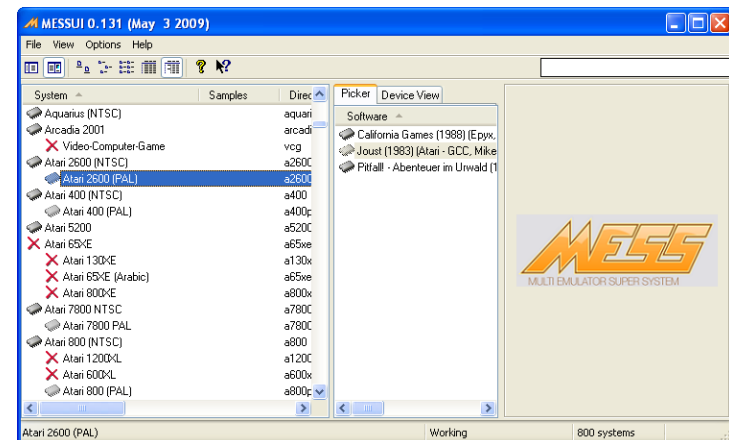 MESSUI 0.131 (May 3 2009)
File View Options Help
System Samples Direc
Aquarius (NTSC) aquari
Arcadia 2001 arcadi
Video-Computer-Game vcg
Atari 2600 (NTSC) a2600
Atari 2600 (PAL) a2600
Atari 400 (NTSC) a400
Atari 400 (PAL) a400p
Atari 5200 a5200
Atari 65XE a65xe
Atari 130XE a130x
Atari 65XE (Arabic) a65xe
Atari 800XE a800x
Atari 7800 NTSC a7800
Atari 7800 PAL a7800
Atari 800 (NTSC) a800
Atari 1200XL a1200
Atari 600XL a600x
Atari 800 (PAL) a800p
Picker Device View
Software
California Games (1988) (Epyx,
Joust (1983) (Atari - GCC, Mike
Pitfall! - Abenteuer im Urwald (1
MESS
MULTI EMULATOR SUPER SYSTEM
Atari 2600 (PAL) Working 800 systems